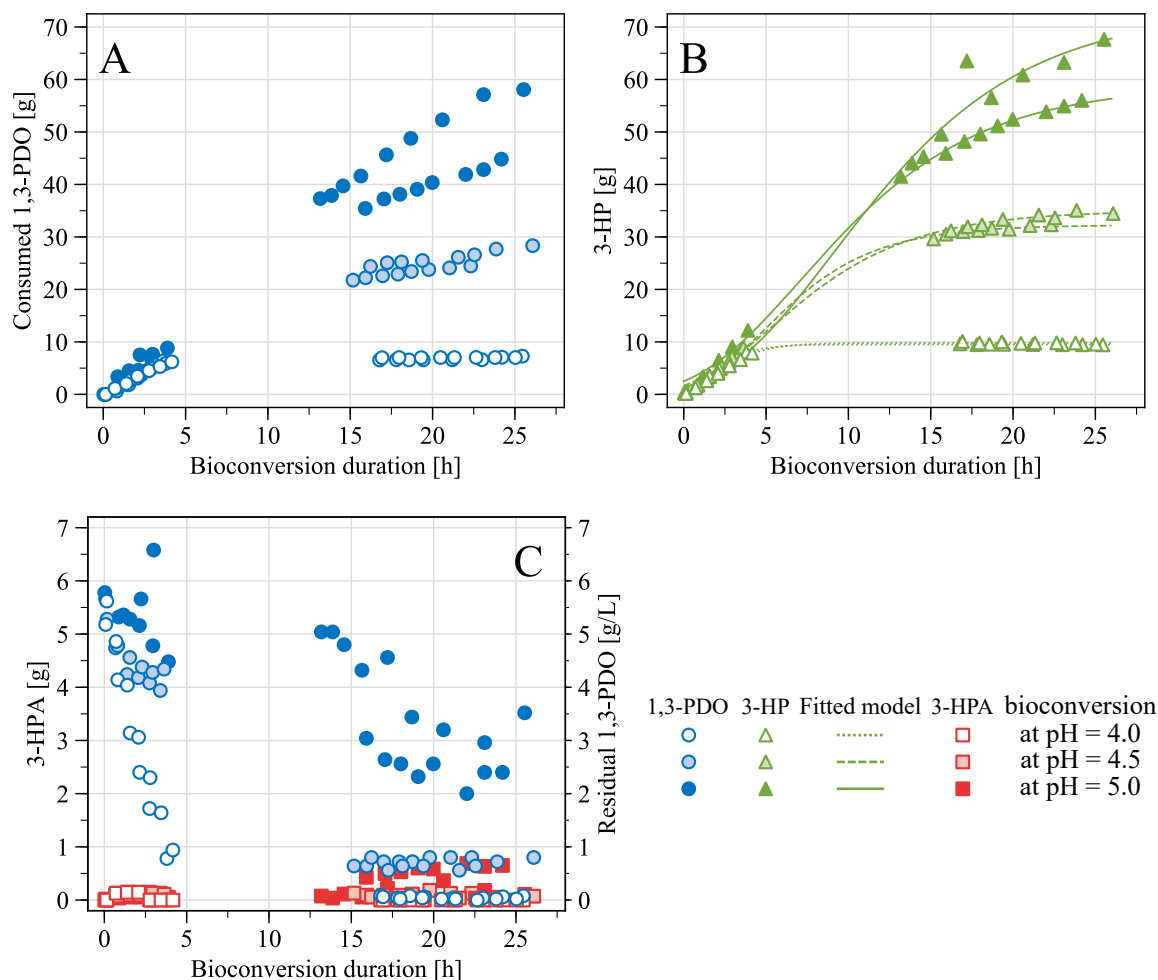 70
60
50
40
30
20
10
0
Consumed 1,3-PDO [g]
A
0 5 10 15 20 25
Bioconversion duration [h]
70
60
50
40
30
20
10
0
3-HP [g]
B
0 5 10 15 20 25
Bioconversion duration [h]
7
6
5
4
3
2
1
0
3-HPA [g]
C
7
6
5
4
3
2
1
0
Residual 1,3-PDO [g/L]
0 5 10 15 20 25
Bioconversion duration [h]
1,3-PDO 3-HP Fitted model 3-HPA bioconversion
at pH = 4.0
at pH = 4.5
at pH = 5.0